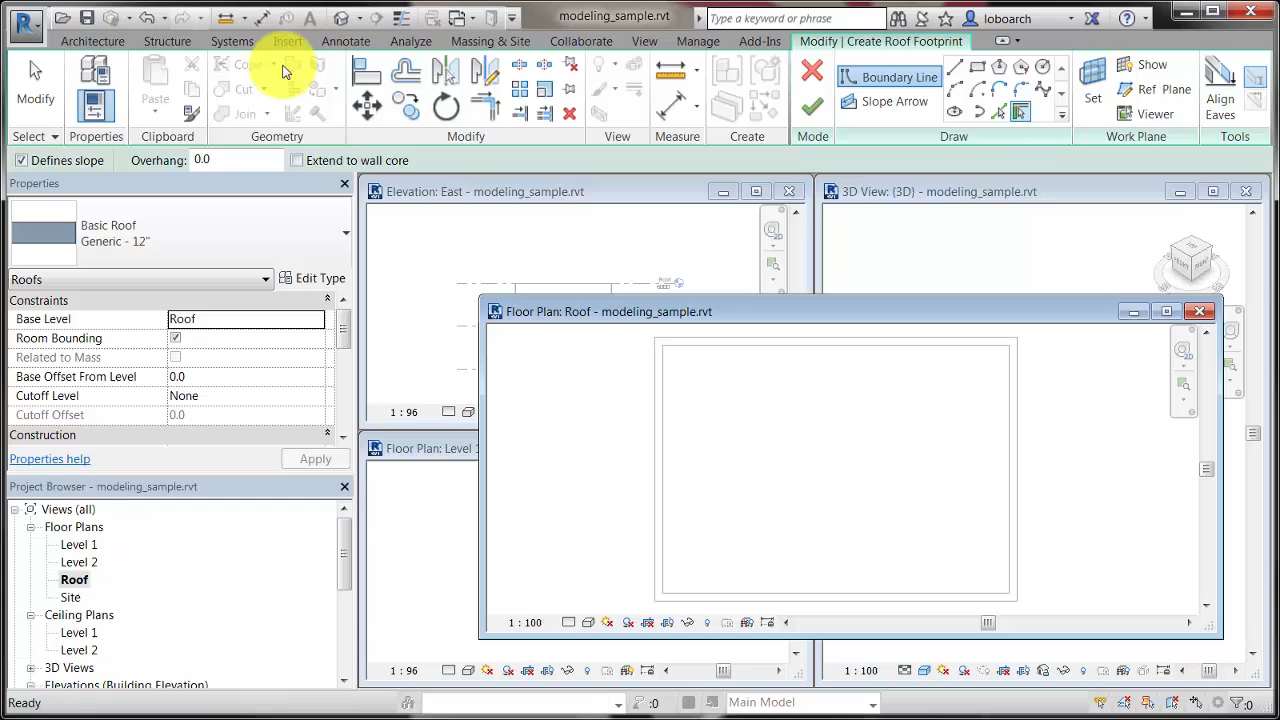 modeling_sample.rvt
Type a keyword or phrase
loboarch
Architecture
Structure
Systems
Insert
Annotate
Analyze
Massing & Site
Collaborate
View
Manage
Add-Ins
Modify | Create Roof Footprint
Modify
Paste
Cope
Cut
Join
Boundary Line
Slope Arrow
Set
Show
Ref Plane
Viewer
Align
Eaves
Select
Properties
Clipboard
Geometry
Modify
View
Measure
Create
Mode
Draw
Work Plane
Tools
Defines slope
Overhang:
0.0
Extend to wall core
Properties
Basic Roof
Generic - 12"
Roofs
Edit Type
Constraints
Base Level
Roof
Room Bounding
Related to Mass
Base Offset From Level
0.0
Cutoff Level
None
Cutoff Offset
0.0
Construction
Properties help
Apply
Project Browser - modeling_sample.rvt
Views (all)
Floor Plans
Level 1
Level 2
Roof
Site
Ceiling Plans
Level 1
Level 2
3D Views
Elevations (Building Elevation)
Elevation: East - modeling_sample.rvt
1 : 96
3D View: {3D} - modeling_sample.rvt
Floor Plan: Roof - modeling_sample.rvt
1 : 100
Floor Plan: Level 1
1 : 96
1 : 100
Ready
:0
Main Model
:0